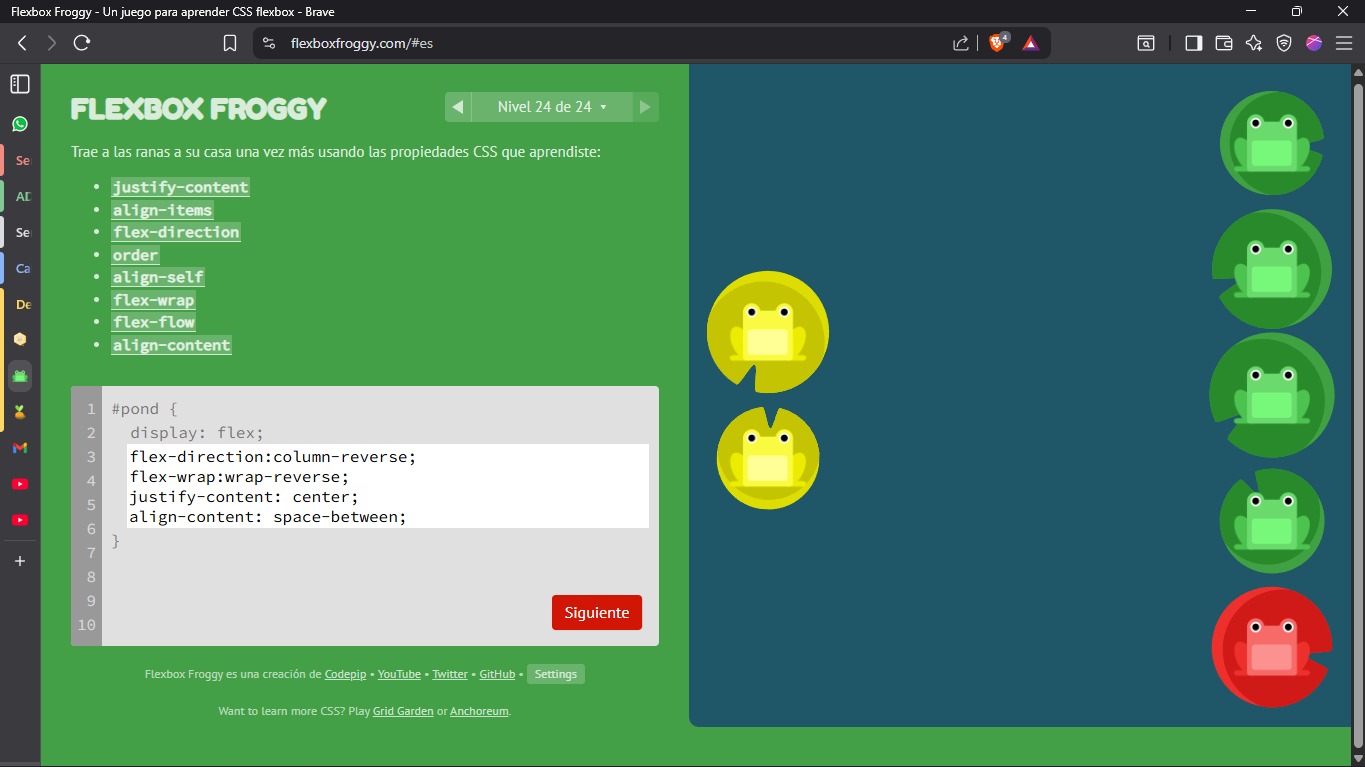 Flexbox Froggy - Un juego para aprender CSS flexbox - Brave
flexboxfroggy.com/#es
4
Se
AD
Se
Ca
De
FLEXBOX FROGGY
◀ Nivel 24 de 24 ▾ ▶
Trae a las ranas a su casa una vez más usando las propiedades CSS que aprendiste:
• justify-content
• align-items
• flex-direction
• order
• align-self
• flex-wrap
• flex-flow
• align-content
1 #pond {
2 display: flex;
3 flex-direction:column-reverse;
4 flex-wrap:wrap-reverse;
5 justify-content: center;
6 align-content: space-between;
7 }
8
9
10
Siguiente
Flexbox Froggy es una creación de Codepip • YouTube • Twitter • GitHub • Settings
Want to learn more CSS? Play Grid Garden or Anchoreum.